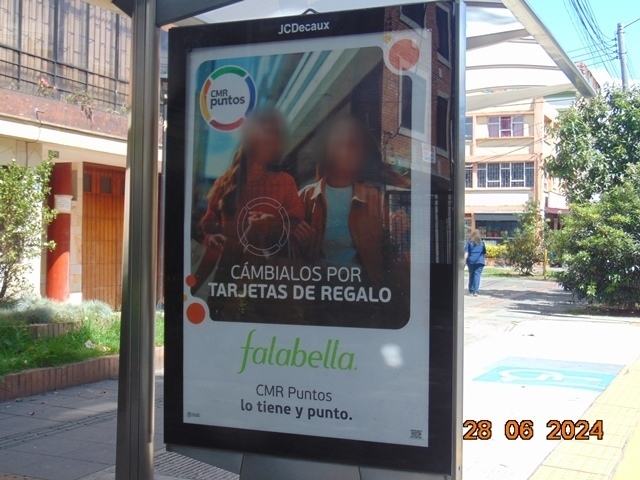 JCDecaux
CMR
puntos
CÁMBIALOS POR
TARJETAS DE REGALO
falabella.
CMR Puntos
lo tiene y punto.
28 06 2024